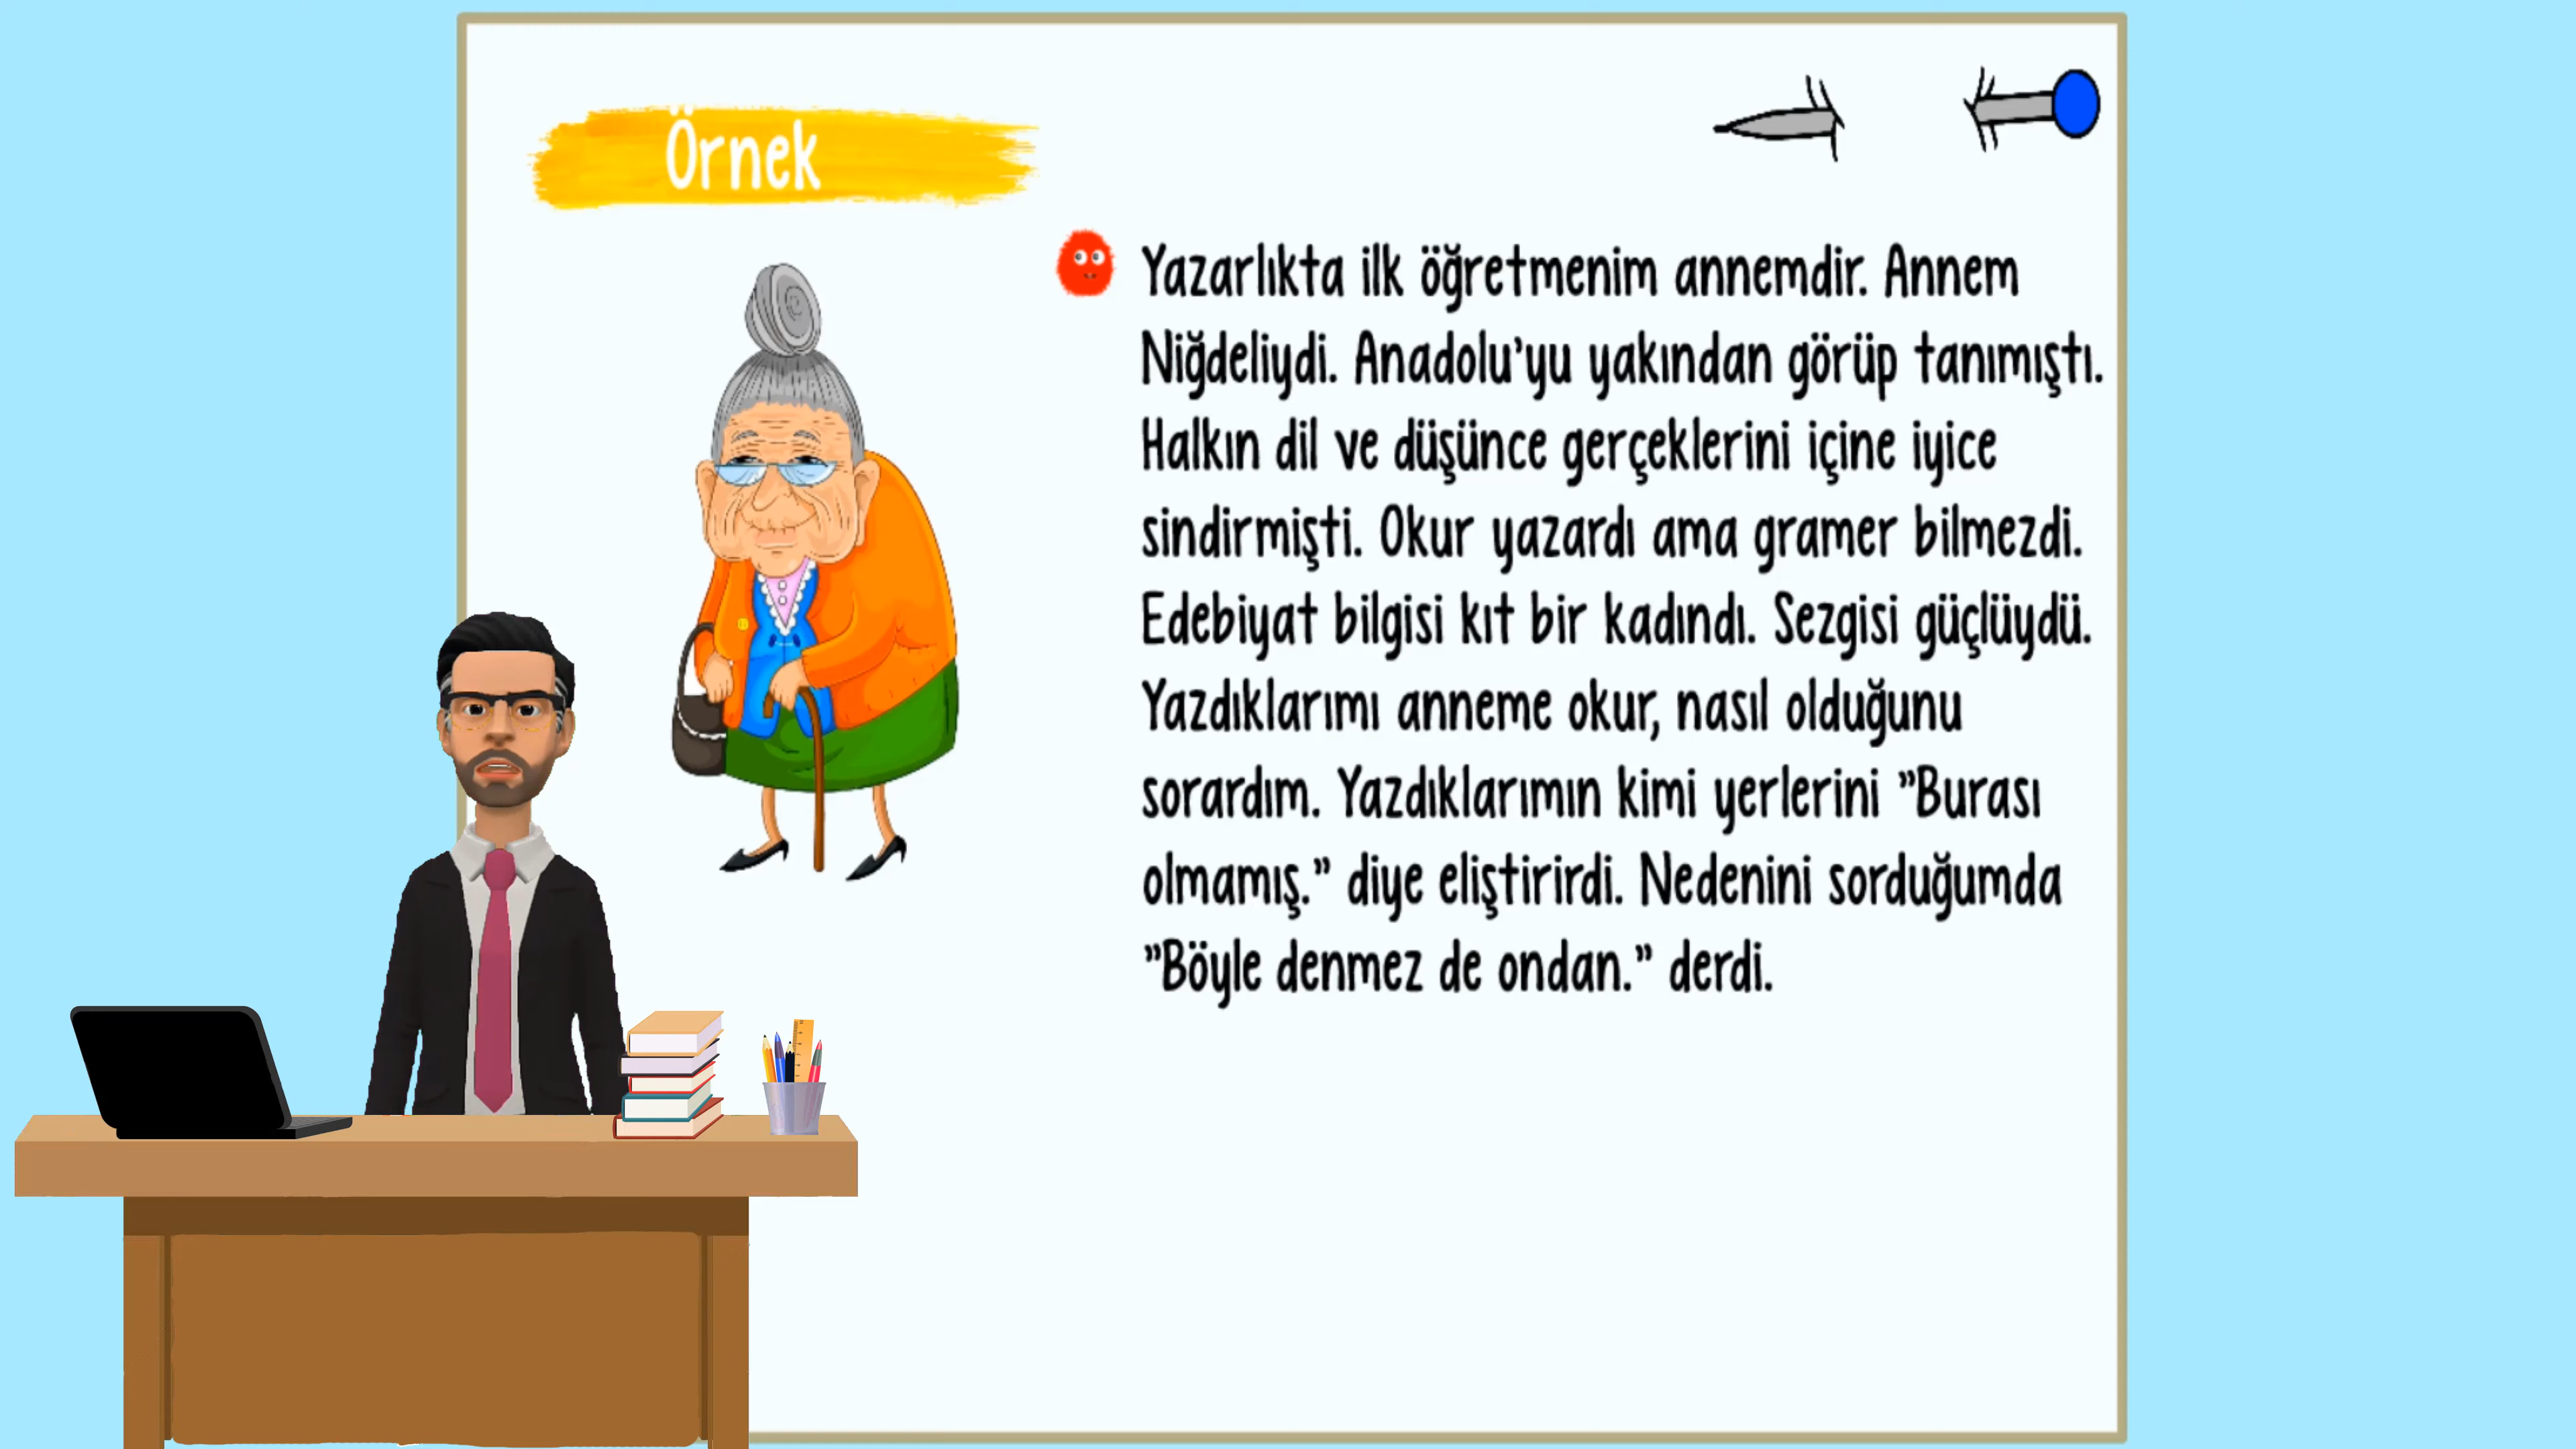 Örnek
Yazarlıkta ilk öğretmenim annemdir. Annem
Niğdeliydi. Anadolu'yu yakından görüp tanımıştı.
Halkın dil ve düşünce gerçeklerini içine iyice
sindirmişti. Okur yazardı ama gramer bilmezdi.
Edebiyat bilgisi kıt bir kadındı. Sezgisi güçlüydü.
Yazdıklarımı anneme okur, nasıl olduğunu
sorardım. Yazdıklarımın kimi yerlerini ”Burası
olmamış.” diye eliştirirdi. Nedenini sorduğumda
”Böyle denmez de ondan.” derdi.